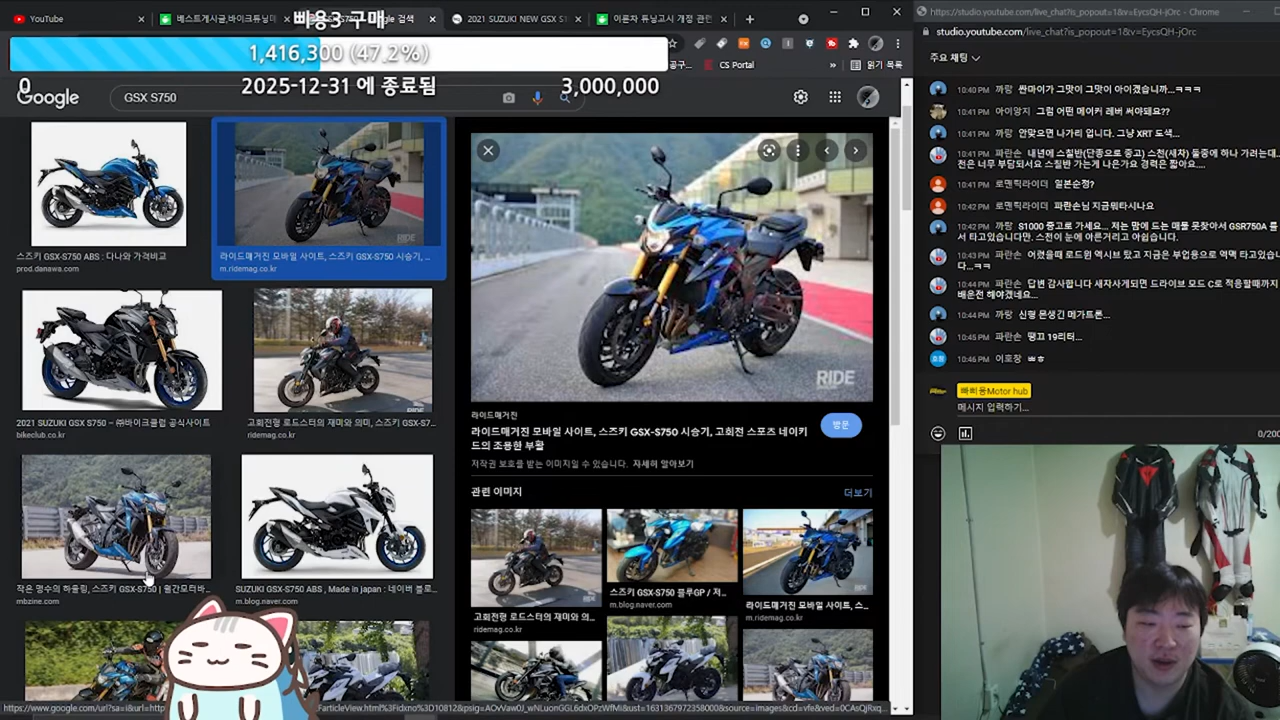 YouTube
베스트게시글,바이크튜닝매
검색
2021 SUZUKI NEW GSX S
이륜차 튜닝고시 개정 관련
삐용3 구매
1,416,300 (47.2%)
2025-12-31 에 종료됨
0
3,000,000
CS Portal
읽기 목록
Google
GSX S750
스즈키 GSX-S750 ABS : 다나와 가격비교
prod.danawa.com
RIDE
라이드매거진 모바일 사이트, 스즈키 GSX-S750 시승기, ...
m.ridemag.co.kr
2021 SUZUKI GSX S750 – ㈜바이크클럽 공식사이트
bikeclub.co.kr
고회전형 로드스터의 재미와 의미, 스즈키 GSX-S7...
ridemag.co.kr
작은 맹수의 하울링, 스즈키 GSX-S750 | 월간모터바...
mbzine.com
SUZUKI GSX-S750 ABS , Made in japan : 네이버 블로...
m.blog.naver.com
RIDE
라이드매거진
라이드매거진 모바일 사이트, 스즈키 GSX-S750 시승기, 고회전 스포즈 네이키
드의 조용한 부활
방문
저작권 보호를 받는 이미지일 수 있습니다. 자세히 알아보기
관련 이미지
더보기
고회전형 로드스터의 재미와 의...
ridemag.co.kr
스즈키 GSX-S750 블루GP / 저...
m.blog.naver.com
라이드매거진 모바일 사이트, 스...
m.ridemag.co.kr
https://studio.youtube.com/live_chat?is_popout=1&v=EycsQH-jOrc - Chrome
studio.youtube.com/live_chat?is_popout=1&v=EycsQH-jOrc
주요 채팅
10:40 PM 까랑 싼마이가 그맛이 그맛이 아이겠습니까...ㅋㅋㅋ
10:41 PM 아이앙지 그럼 어떤 메이커 레버 써야돼요??
10:41 PM 까랑 안맞으면 나가리 입니다. 그냥 XRT 도색...
10:41 PM 파란손 내년에 스칠반(단종으로 중고) 스천(새차) 둘중에 하나 가려는데..
전은 너무 부담되서요 스칠반 가는게 나은가요 경력은 짧아요....
10:41 PM 로맨틱라이더 일본순정?
10:42 PM 로맨틱라이더 파란손님 지금뭐타시나요
10:42 PM 까랑 S1000 중고로 가세요... 저는 맘에 드는 매물 못찾아서 GSR750A 를
서 타고있습니다만. 스천이 눈에 아른거리고 아쉽습니다.
10:43 PM 파란손 어렸을때 로드윈 엑시브 탔고 지금은 부업용으로 억맥 타고있습니
다...ㅋㅋ
10:44 PM 파란손 답변 감사합니다 새차사게되면 드라이브 모드 C로 적응할때까지
배운전 해야겠네요...
10:44 PM 까랑 신형 못생긴 메가트론...
10:45 PM 파란손 땡끄 19리터...
10:46 PM 이호창 ㅃㅎ
빠삐용Motor hub
메시지 입력하기...
0/200